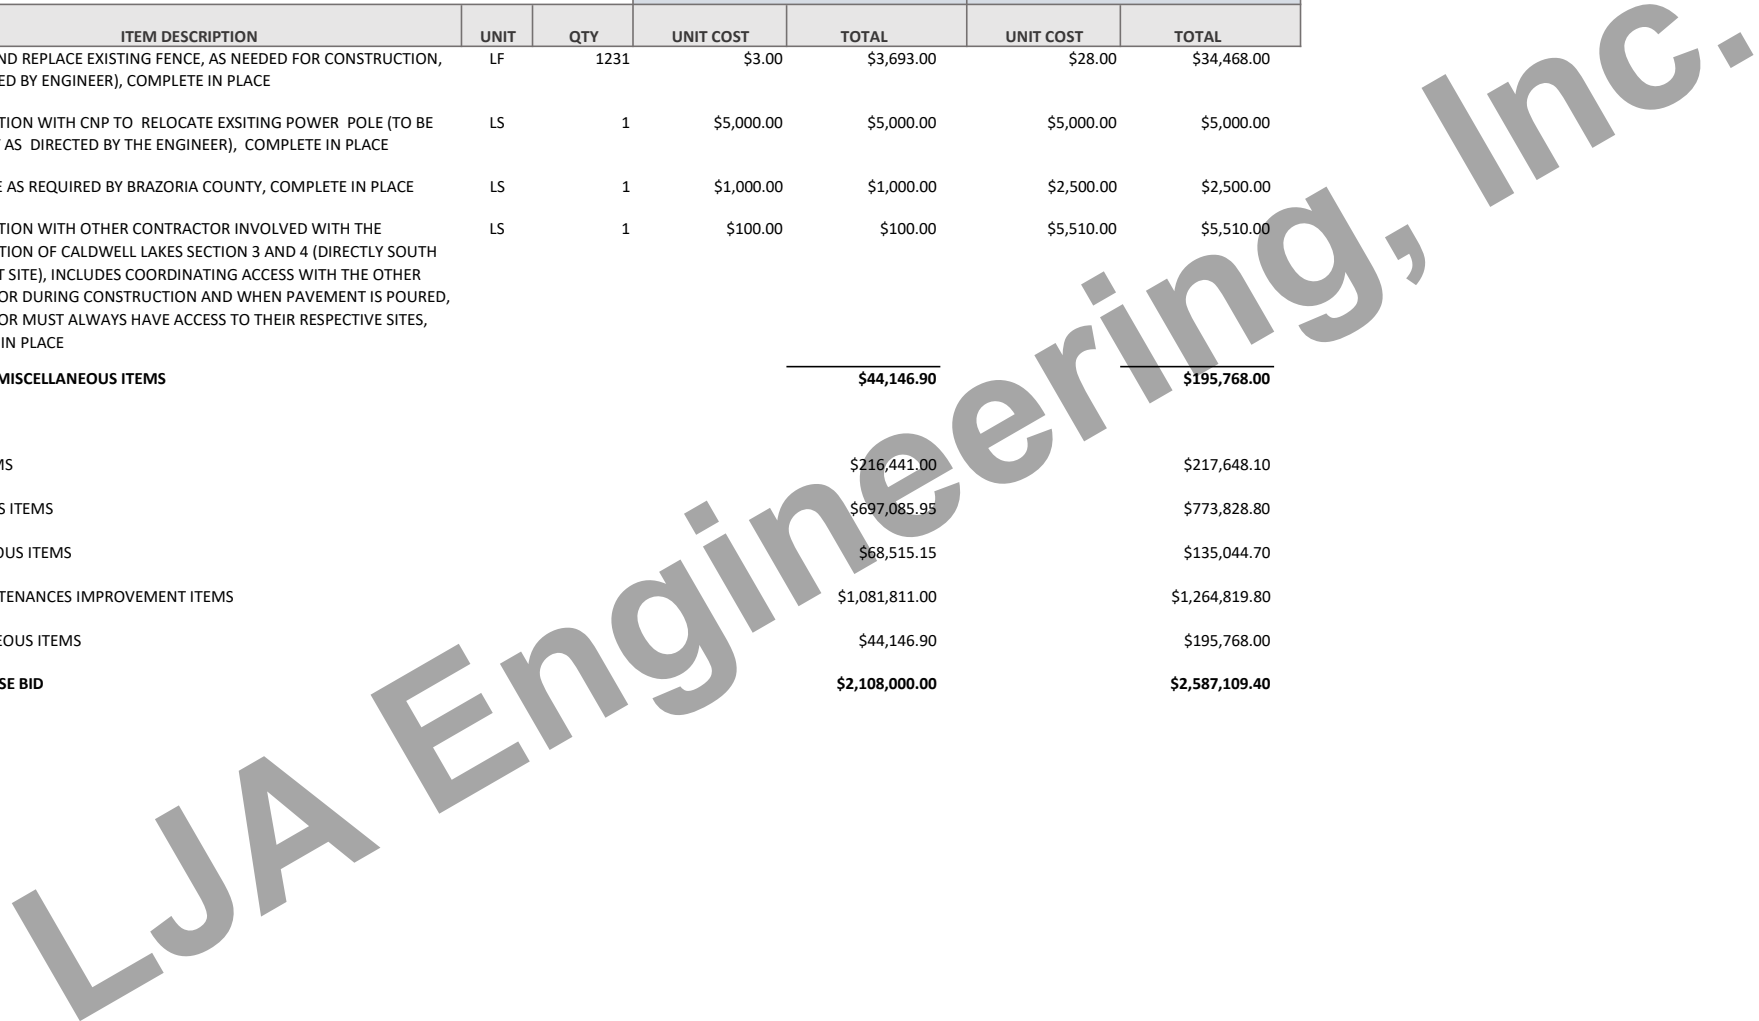 ITEM DESCRIPTION UNIT QTY UNIT COST TOTAL UNIT COST TOTAL
ND REPLACE EXISTING FENCE, AS NEEDED FOR CONSTRUCTION, LF 1231 $3.00 $3,693.00 $28.00 $34,468.00
ED BY ENGINEER), COMPLETE IN PLACE
TION WITH CNP TO RELOCATE EXSITING POWER POLE (TO BE LS 1 $5,000.00 $5,000.00 $5,000.00 $5,000.00
AS DIRECTED BY THE ENGINEER), COMPLETE IN PLACE
E AS REQUIRED BY BRAZORIA COUNTY, COMPLETE IN PLACE LS 1 $1,000.00 $1,000.00 $2,500.00 $2,500.00
TION WITH OTHER CONTRACTOR INVOLVED WITH THE LS 1 $100.00 $100.00 $5,510.00 $5,510.00
TION OF CALDWELL LAKES SECTION 3 AND 4 (DIRECTLY SOUTH
T SITE), INCLUDES COORDINATING ACCESS WITH THE OTHER
OR DURING CONSTRUCTION AND WHEN PAVEMENT IS POURED,
OR MUST ALWAYS HAVE ACCESS TO THEIR RESPECTIVE SITES,
IN PLACE
MISCELLANEOUS ITEMS $44,146.90 $195,768.00
MS $216,441.00 $217,648.10
S ITEMS $697,085.95 $773,828.80
OUS ITEMS $68,515.15 $135,044.70
TENANCES IMPROVEMENT ITEMS $1,081,811.00 $1,264,819.80
EOUS ITEMS $44,146.90 $195,768.00
SE BID $2,108,000.00 $2,587,109.40
LJA Engineering, Inc.